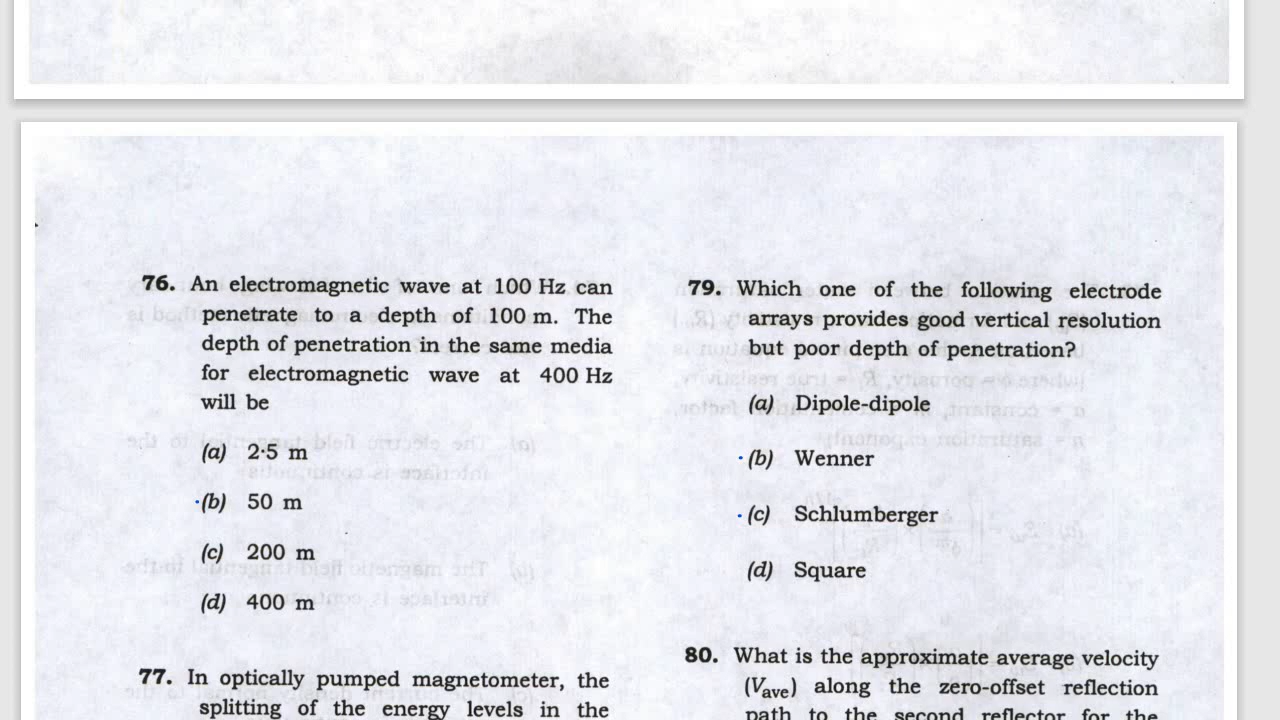 76. An electromagnetic wave at 100 Hz can
penetrate to a depth of 100 m. The
depth of penetration in the same media
for electromagnetic wave at 400 Hz
will be
(a) 2·5 m
(b) 50 m
(c) 200 m
(d) 400 m
77. In optically pumped magnetometer, the
splitting of the energy levels in the
79. Which one of the following electrode
arrays provides good vertical resolution
but poor depth of penetration?
(a) Dipole-dipole
(b) Wenner
(c) Schlumberger
(d) Square
80. What is the approximate average velocity
(Vave) along the zero-offset reflection
path to the second reflector for the